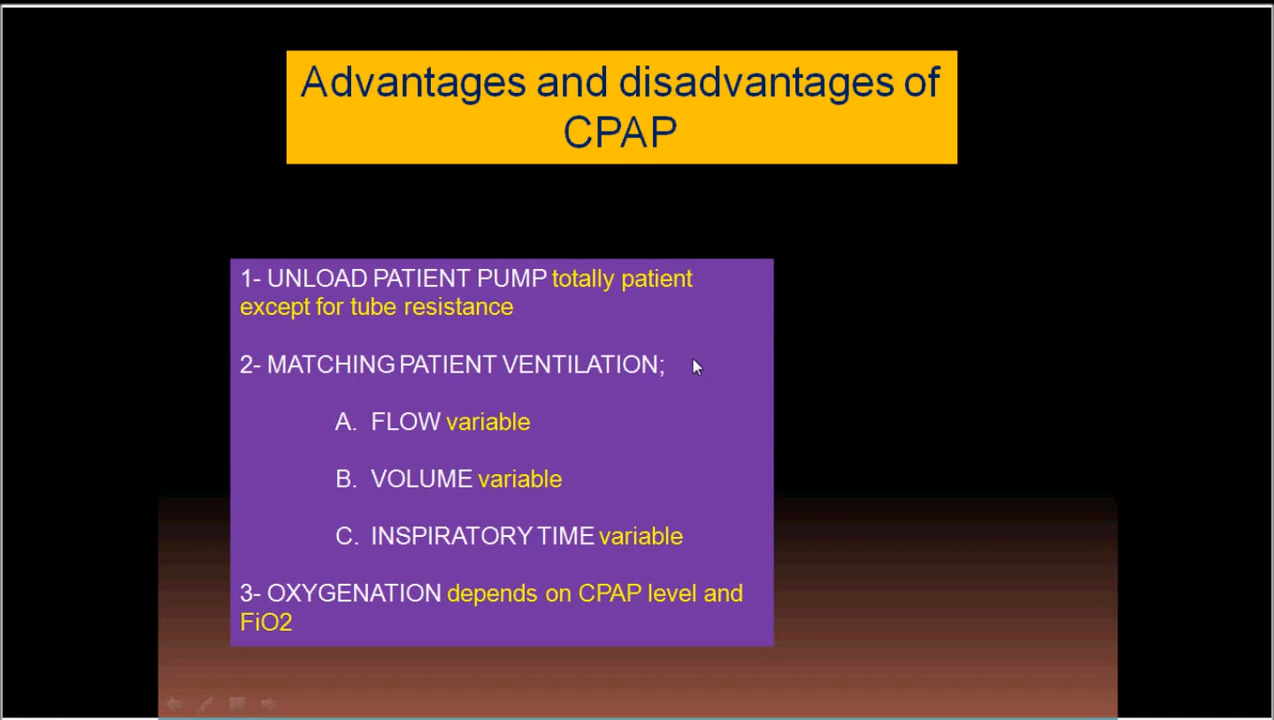 Advantages and disadvantages of
CPAP
1- UNLOAD PATIENT PUMP totally patient
except for tube resistance
2- MATCHING PATIENT VENTILATION;
A. FLOW variable
B. VOLUME variable
C. INSPIRATORY TIME variable
3- OXYGENATION depends on CPAP level and
FiO2